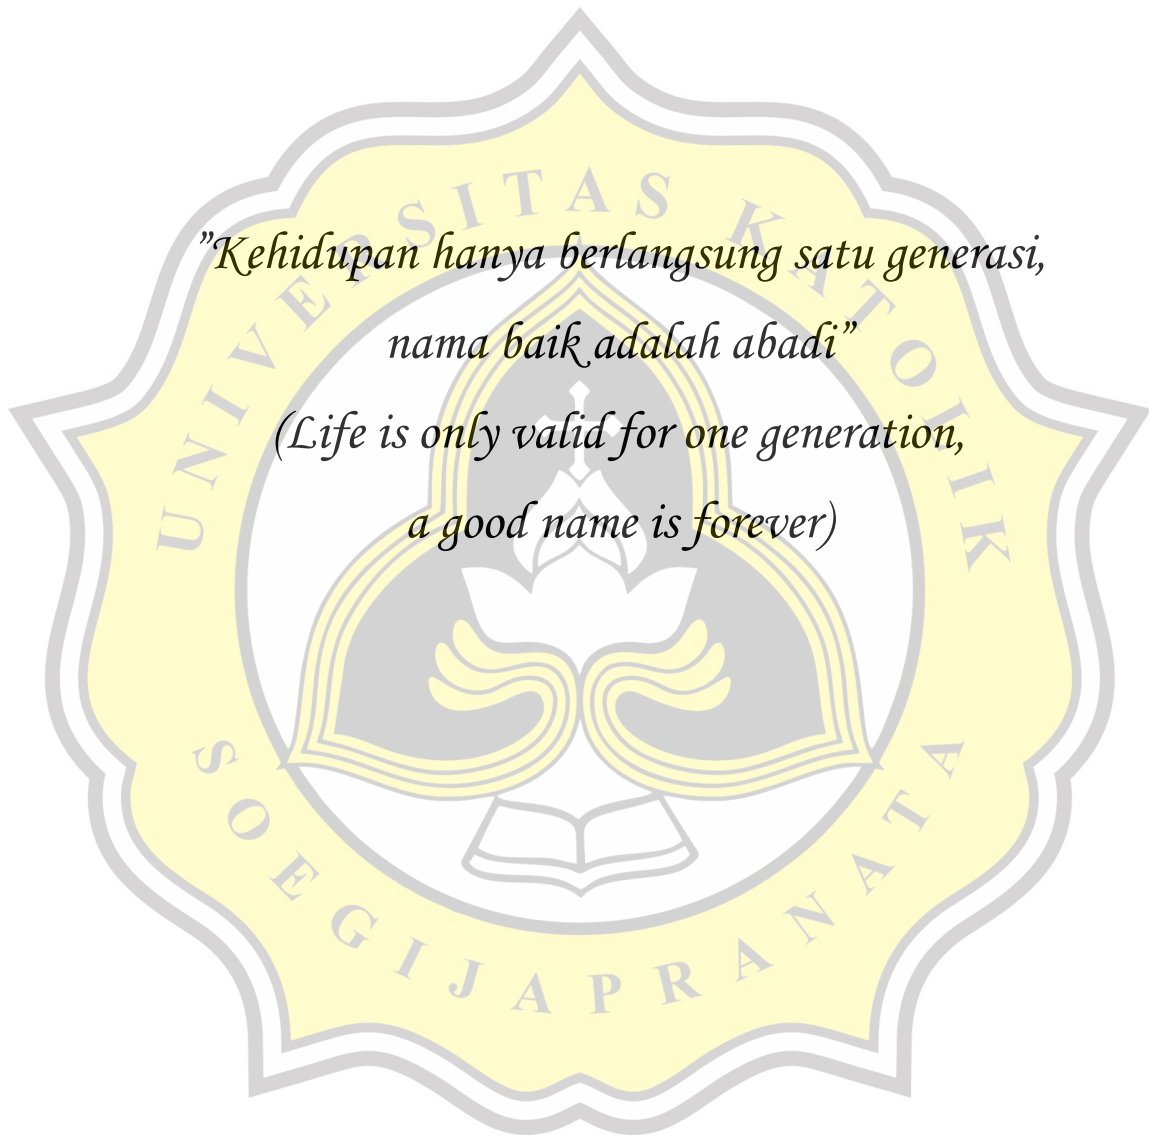 UNIVERSITAS KATOLIK
”Kehidupan hanya berlangsung satu generasi,
nama baik adalah abadi”
(Life is only valid for one generation,
a good name is forever)
SOEGIJAPRANATA